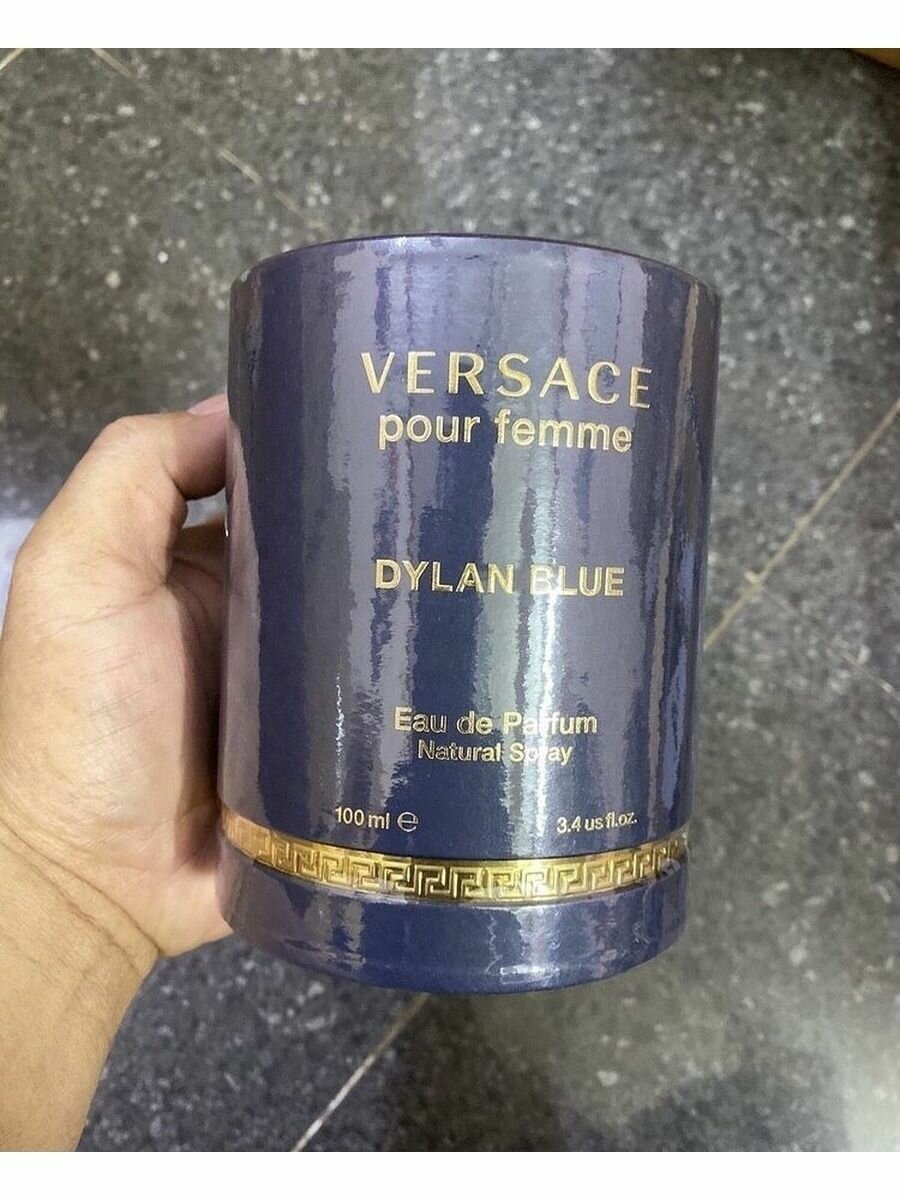 VERSACE
pour femme
DYLAN BLUE
Eau de Parfum
Natural Spray
100 ml ℮ 3.4 us fl.oz.